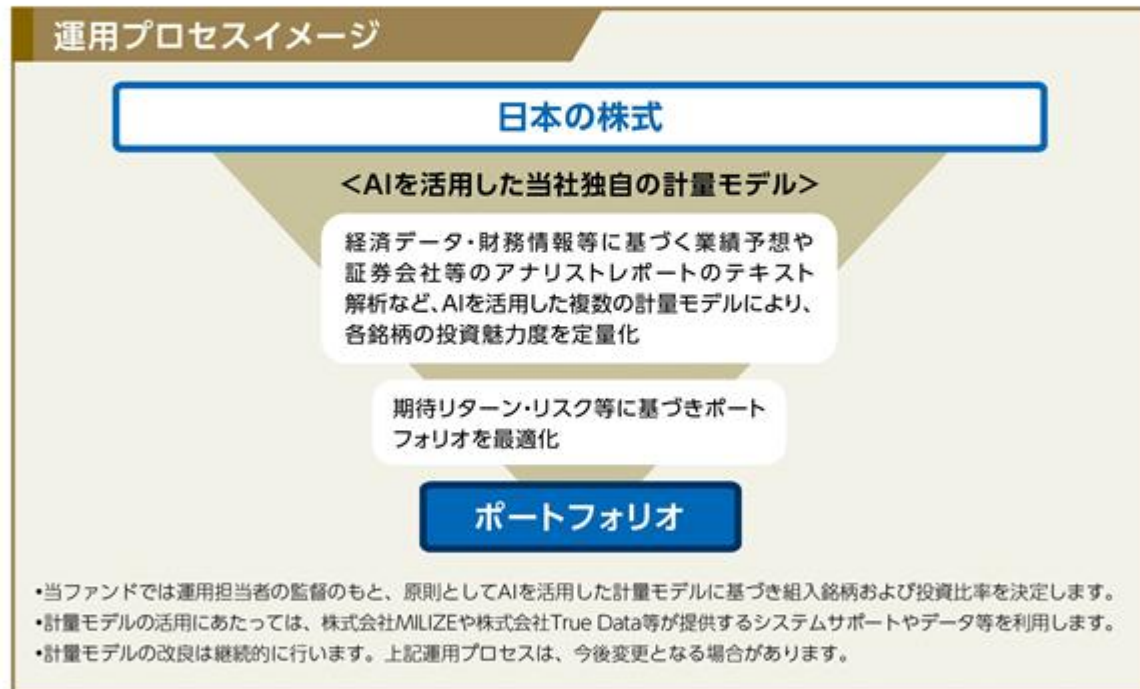 運用プロセスイメージ
日本の株式
<AIを活用した当社独自の計量モデル>
経済データ・財務情報等に基づく業績予想や
証券会社等のアナリストレポートのテキスト
解析など、AIを活用した複数の計量モデルにより、
各銘柄の投資魅力度を定量化
期待リターン・リスク等に基づきポート
フォリオを最適化
ポートフォリオ
•当ファンドでは運用担当者の監督のもと、原則としてAIを活用した計量モデルに基づき組入銘柄および投資比率を決定します。
•計量モデルの活用にあたっては、株式会社MILIZEや株式会社True Data等が提供するシステムサポートやデータ等を利用します。
•計量モデルの改良は継続的に行います。上記運用プロセスは、今後変更となる場合があります。